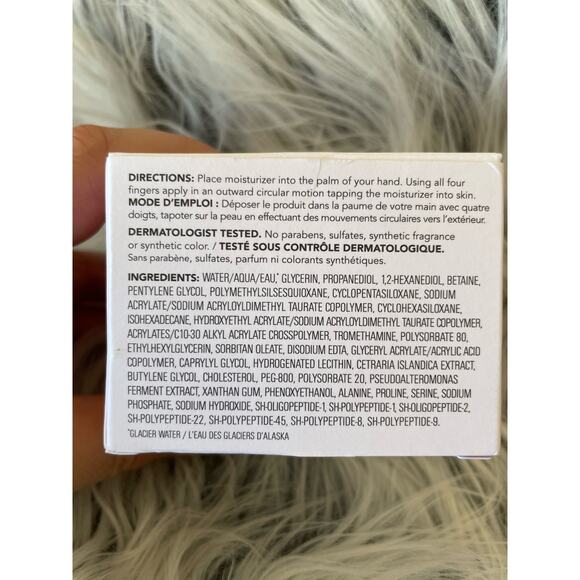 DIRECTIONS: Place moisturizer into the palm of your hand. Using all four
fingers apply in an outward circular motion tapping the moisturizer into skin.
MODE D'EMPLOI : Déposer le produit dans la paume de votre main avec quatre
doigts, tapoter sur la peau en effectuant des mouvements circulaires vers l'extérieur.
DERMATOLOGIST TESTED. No parabens, sulfates, synthetic fragrance
or synthetic color. / TESTÉ SOUS CONTRÔLE DERMATOLOGIQUE.
Sans parabène, sulfates, parfum ni colorants synthétiques.
INGREDIENTS: WATER/AQUA/EAU,* GLYCERIN, PROPANEDIOL, 1,2-HEXANEDIOL, BETAINE,
PENTYLENE GLYCOL, POLYMETHYLSILSESQUIOXANE, CYCLOPENTASILOXANE, SODIUM
ACRYLATE/SODIUM ACRYLOYLDIMETHYL TAURATE COPOLYMER, CYCLOHEXASILOXANE,
ISOHEXADECANE, HYDROXYETHYL ACRYLATE/SODIUM ACRYLOYLDIMETHYL TAURATE COPOLYMER,
ACRYLATES/C10-30 ALKYL ACRYLATE CROSSPOLYMER, TROMETHAMINE, POLYSORBATE 80,
ETHYLHEXYLGLYCERIN, SORBITAN OLEATE, DISODIUM EDTA, GLYCERYL ACRYLATE/ACRYLIC ACID
COPOLYMER, CAPRYLYL GLYCOL, HYDROGENATED LECITHIN, CETRARIA ISLANDICA EXTRACT,
BUTYLENE GLYCOL, CHOLESTEROL, PEG-800, POLYSORBATE 20, PSEUDOALTEROMONAS
FERMENT EXTRACT, XANTHAN GUM, PHENOXYETHANOL, ALANINE, PROLINE, SERINE, SODIUM
PHOSPHATE, SODIUM HYDROXIDE, SH-OLIGOPEPTIDE-1, SH-POLYPEPTIDE-1, SH-OLIGOPEPTIDE-2,
SH-POLYPEPTIDE-22, SH-POLYPEPTIDE-45, SH-POLYPEPTIDE-8, SH-POLYPEPTIDE-9.
*GLACIER WATER / L'EAU DES GLACIERS D'ALASKA